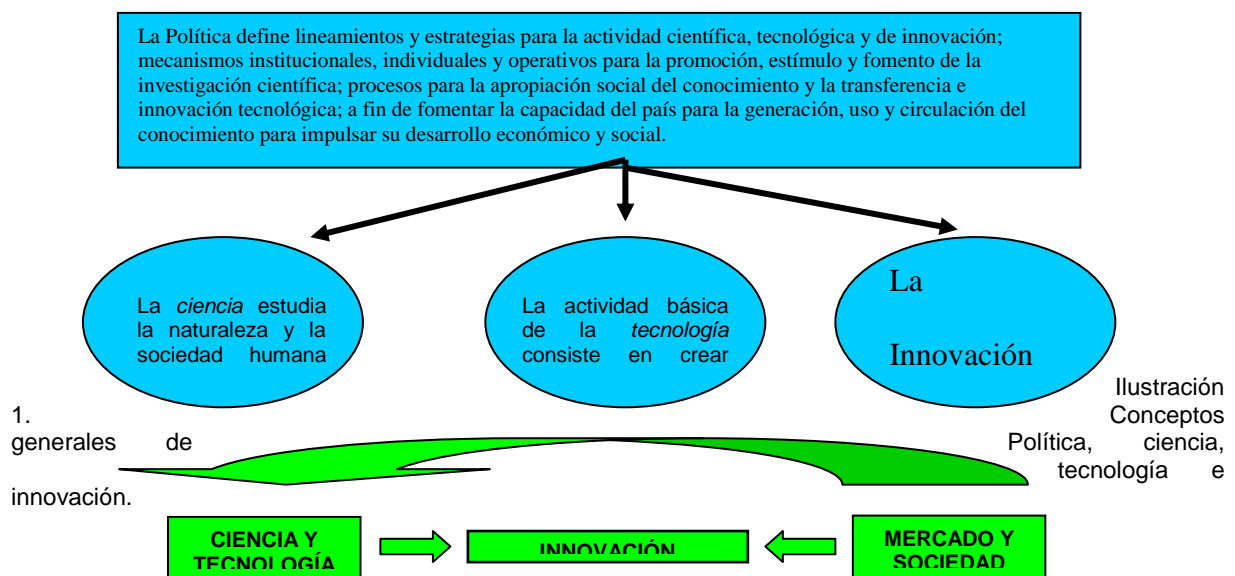 La Política define lineamientos y estrategias para la actividad científica, tecnológica y de innovación;
mecanismos institucionales, individuales y operativos para la promoción, estímulo y fomento de la
investigación científica; procesos para la apropiación social del conocimiento y la transferencia e
innovación tecnológica; a fin de fomentar la capacidad del país para la generación, uso y circulación del
conocimiento para impulsar su desarrollo económico y social.
La ciencia estudia
la naturaleza y la
sociedad humana
La actividad básica
de la tecnología
consiste en crear
La
Innovación
Ilustración
1. Conceptos
generales de Política, ciencia,
tecnología e
innovación.
CIENCIA Y
TECNOLOGÍA
INNOVACIÓN
MERCADO Y
SOCIEDAD